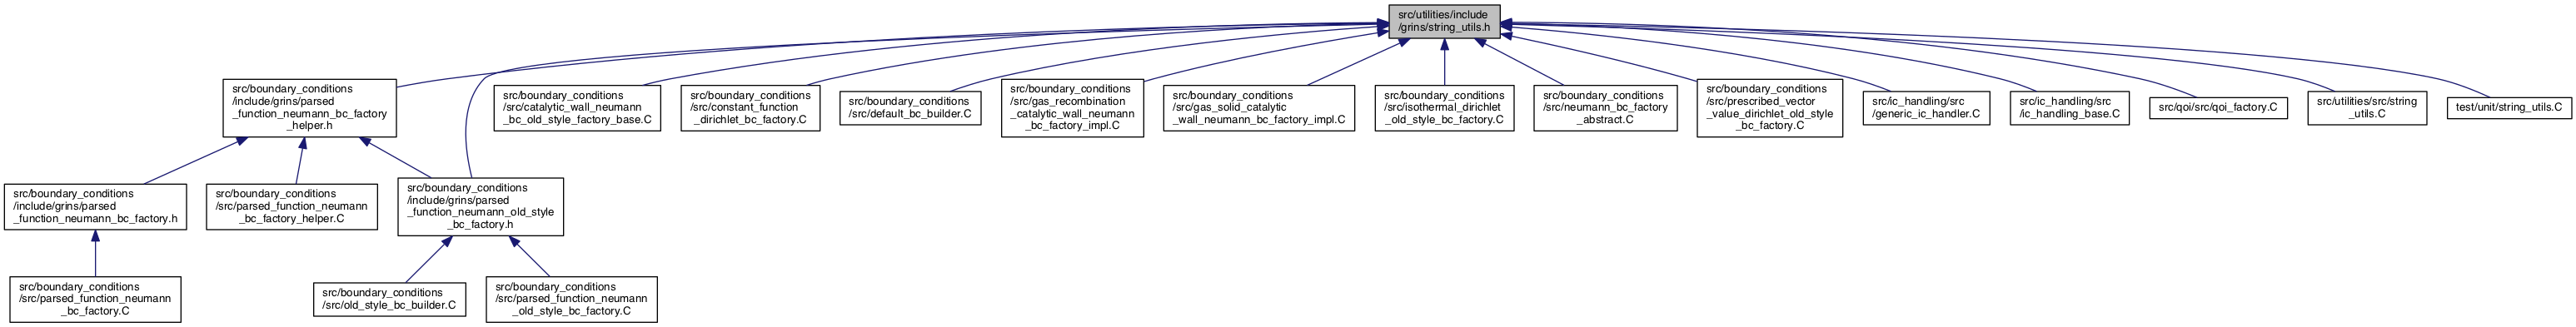 src/utilities/include
/grins/string_utils.h
src/boundary_conditions
/include/grins/parsed
_function_neumann_bc_factory
_helper.h
src/boundary_conditions
/src/catalytic_wall_neumann
_bc_old_style_factory_base.C
src/boundary_conditions
/src/constant_function
_dirichlet_bc_factory.C
src/boundary_conditions
/src/default_bc_builder.C
src/boundary_conditions
/src/gas_recombination
_catalytic_wall_neumann
_bc_factory_impl.C
src/boundary_conditions
/src/gas_solid_catalytic
_wall_neumann_bc_factory_impl.C
src/boundary_conditions
/src/isothermal_dirichlet
_old_style_bc_factory.C
src/boundary_conditions
/src/neumann_bc_factory
_abstract.C
src/boundary_conditions
/src/prescribed_vector
_value_dirichlet_old_style
_bc_factory.C
src/ic_handling/src
/generic_ic_handler.C
src/ic_handling/src
/ic_handling_base.C
src/qoi/src/qoi_factory.C
src/utilities/src/string
_utils.C
test/unit/string_utils.C
src/boundary_conditions
/include/grins/parsed
_function_neumann_bc_factory.h
src/boundary_conditions
/src/parsed_function_neumann
_bc_factory_helper.C
src/boundary_conditions
/include/grins/parsed
_function_neumann_old_style
_bc_factory.h
src/boundary_conditions
/src/parsed_function_neumann
_bc_factory.C
src/boundary_conditions
/src/old_style_bc_builder.C
src/boundary_conditions
/src/parsed_function_neumann
_old_style_bc_factory.C